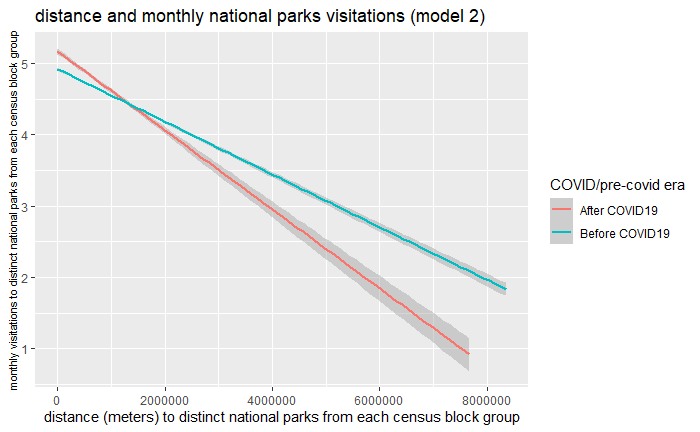 distance and monthly national parks visitations (model 2)
monthly visitations to distinct national parks from each census block group
5
4
3
2
1
0
2000000
4000000
6000000
8000000
distance (meters) to distinct national parks from each census block group
COVID/pre-covid era
After COVID19
Before COVID19